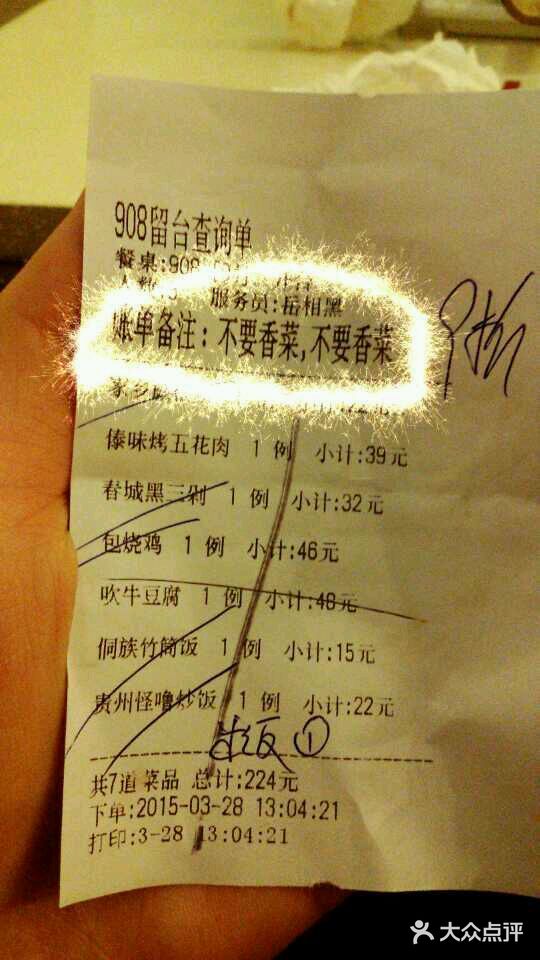 908留台查询单
餐桌:908
服务员:岳相黑
账单备注：不要香菜,不要香菜
傣味烤五花肉 1 例 小计:39元
春城黑三剁 1 例 小计:32元
包烧鸡 1 例 小计:46元
吹牛豆腐 1 例 小计:48元
侗族竹筒饭 1 例 小计:15元
贵州怪噜炒饭 1 例 小计:22元
米饭 ①
共7道菜品 总计:224元
下单:2015-03-28 13:04:21
打印:3-28 13:04:21
大众点评